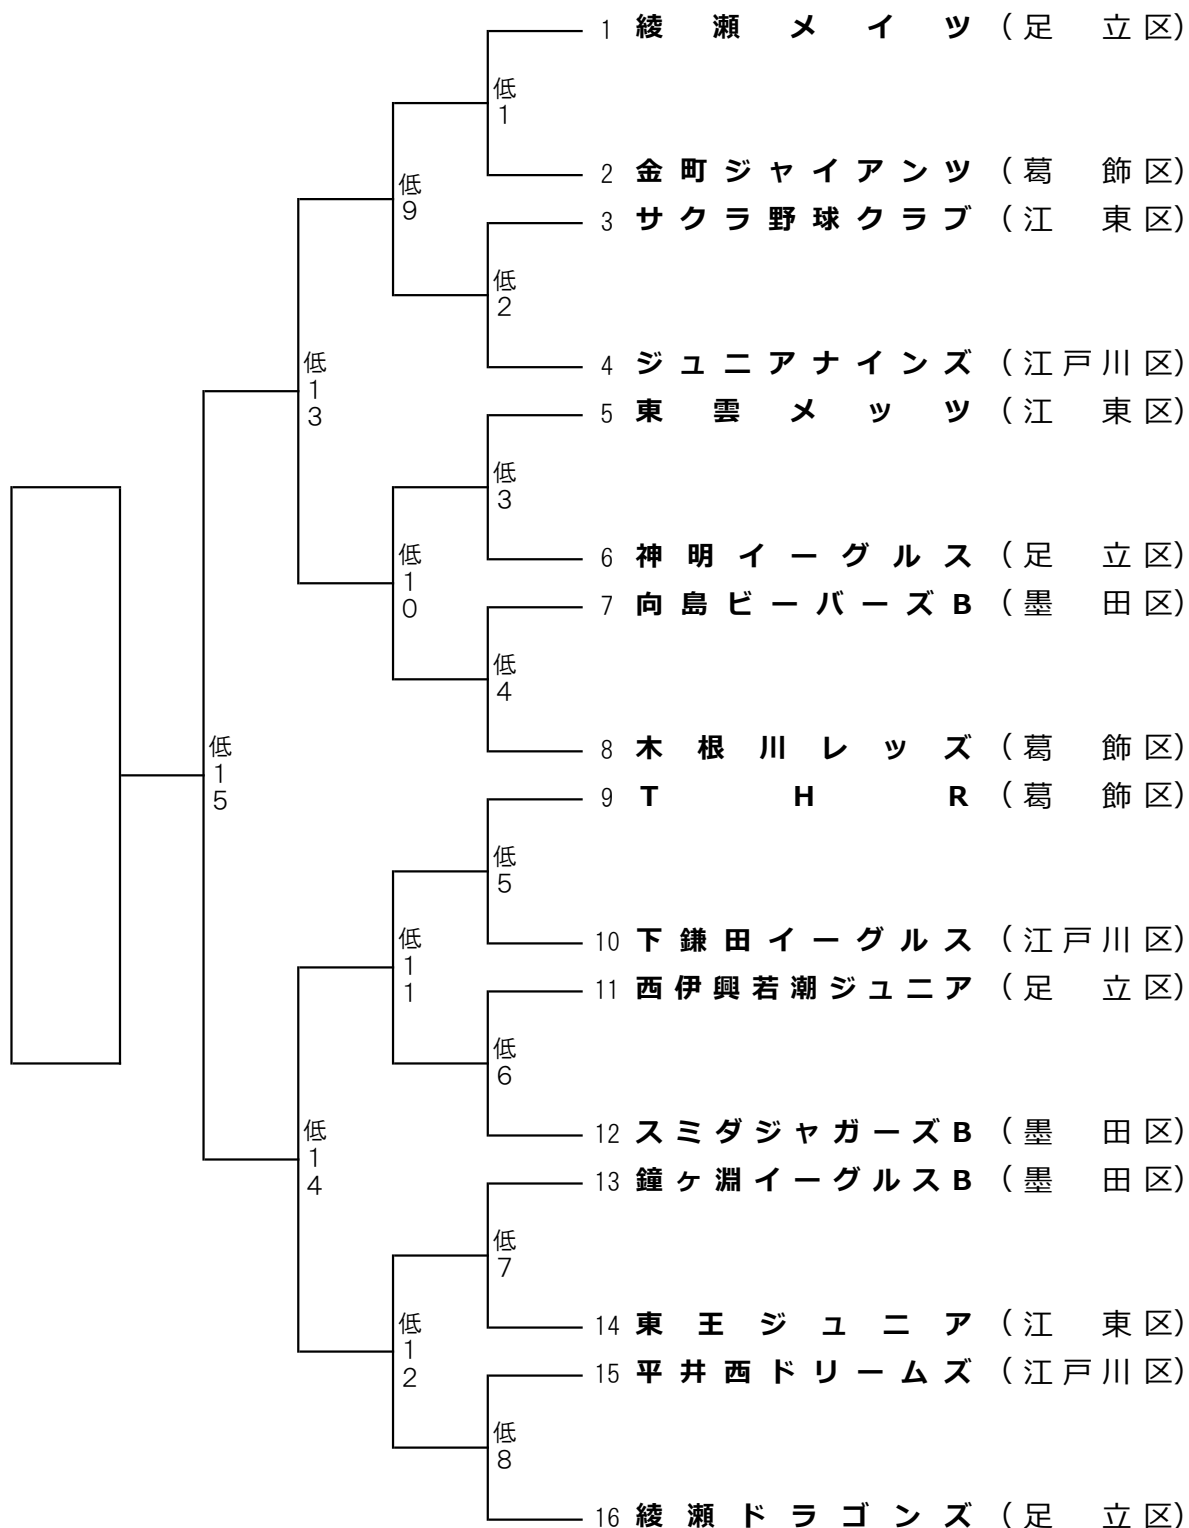 1 綾瀬メイツ (足立区)
低1
2 金町ジャイアンツ (葛飾区)
低9
3 サクラ野球クラブ (江東区)
低2
4 ジュニアナインズ (江戸川区)
低13
5 東雲メッツ (江東区)
低3
6 神明イーグルス (足立区)
低10
7 向島ビーバーズB (墨田区)
低4
8 木根川レッズ (葛飾区)
低15
9 THR (葛飾区)
低5
10 下鎌田イーグルス (江戸川区)
低11
11 西伊興若潮ジュニア (足立区)
低6
12 スミダジャガーズB (墨田区)
低14
13 鐘ヶ淵イーグルスB (墨田区)
低7
14 東王ジュニア (江東区)
低12
15 平井西ドリームズ (江戸川区)
低8
16 綾瀬ドラゴンズ (足立区)